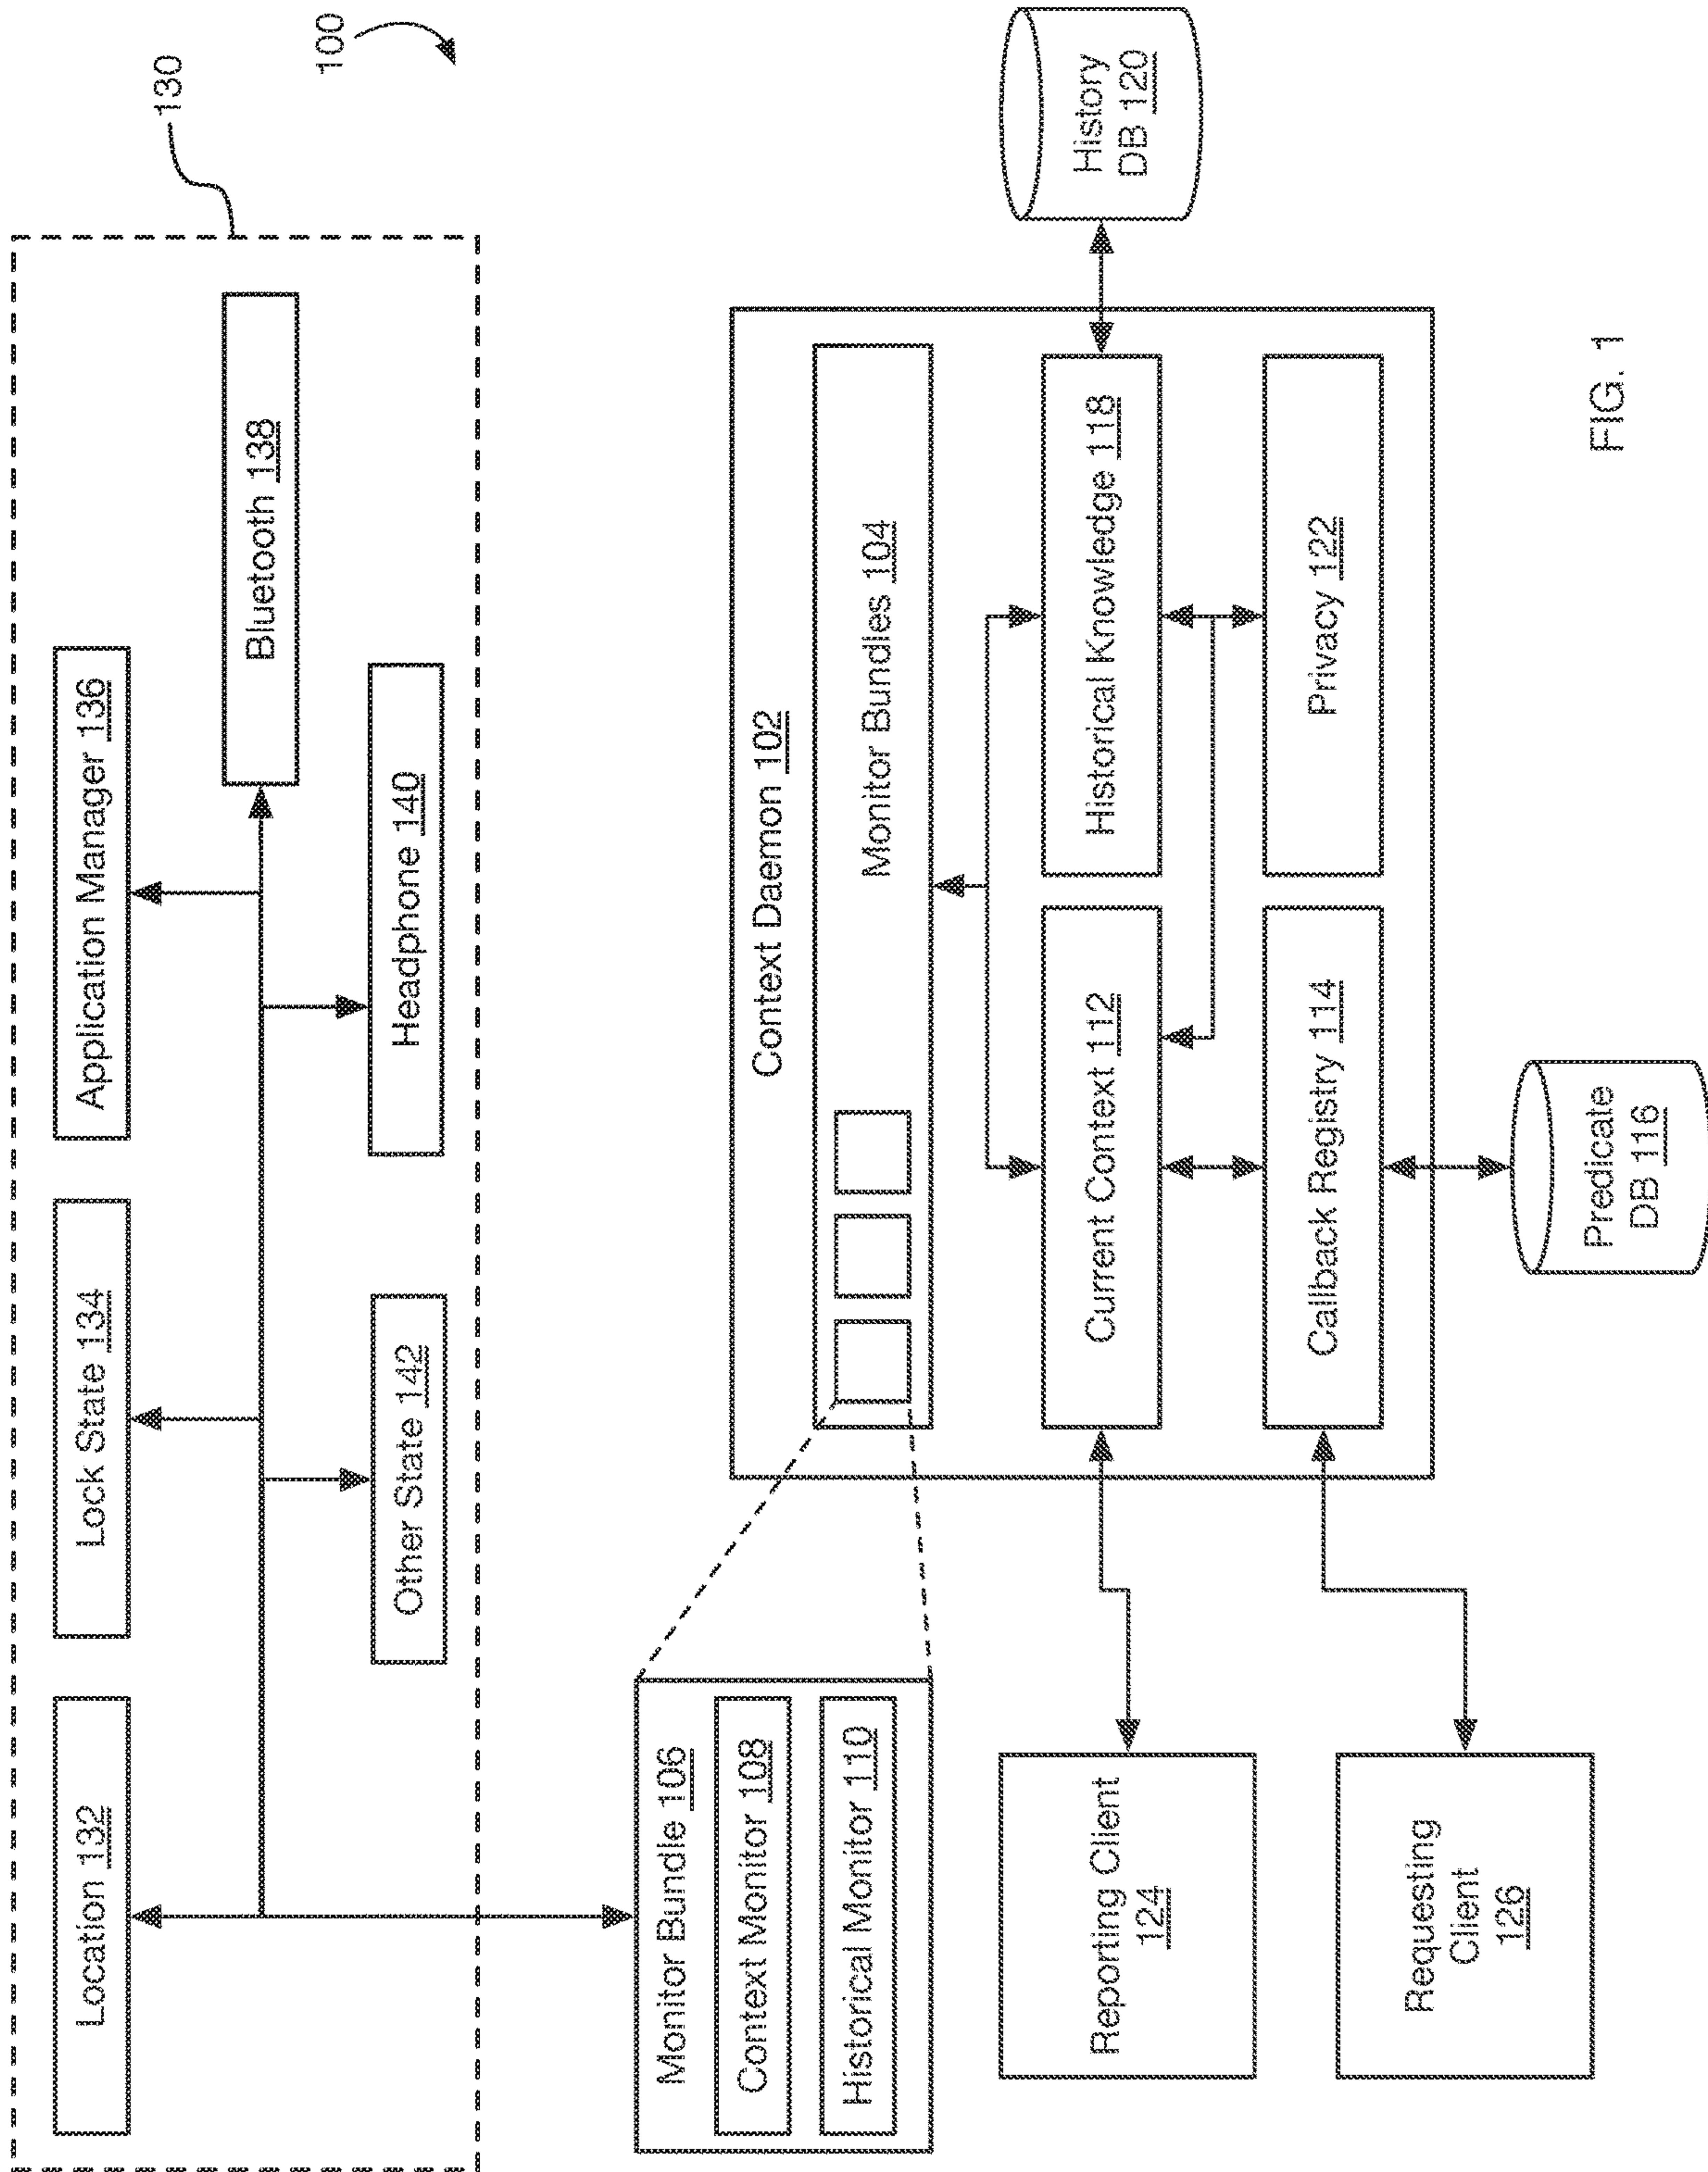 100
130
Location 132
Lock State 134
Application Manager 136
Bluetooth 138
Other State 142
Headphone 140
Monitor Bundle 106
Context Monitor 108
Historical Monitor 110
Context Daemon 102
Monitor Bundles 104
Current Context 112
Historical Knowledge 118
History
DB 120
Reporting Client
124
Callback Registry 114
Privacy 122
Requesting
Client
126
Predicate
DB 116
FIG. 1